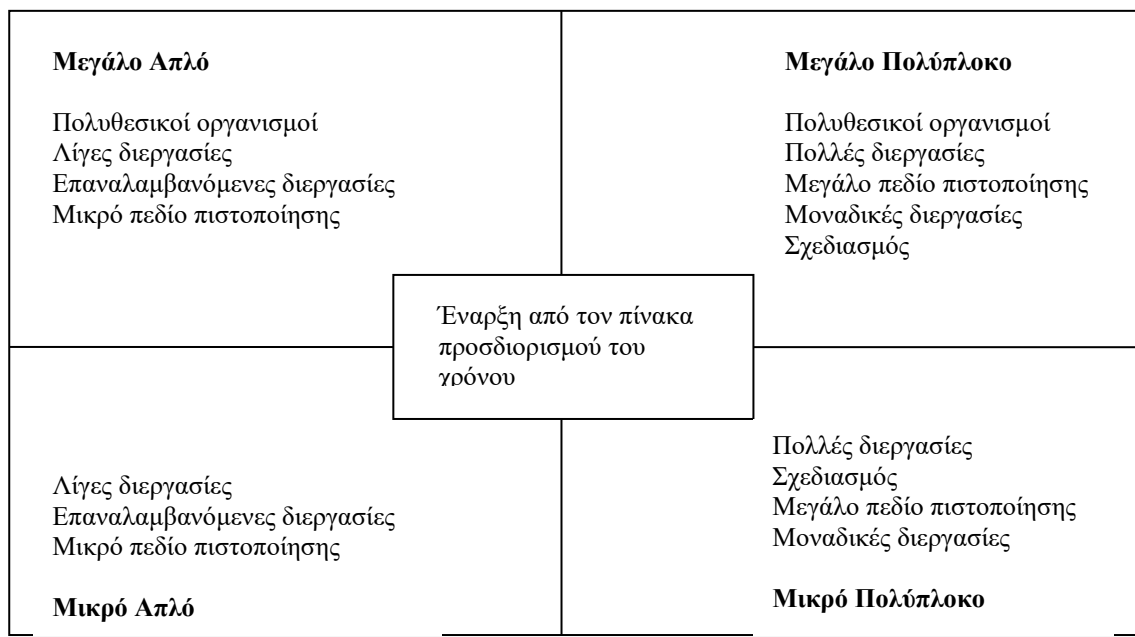 Μεγάλο Απλό
Πολυθεσικοί οργανισμοί
Λίγες διεργασίες
Επαναλαμβανόμενες διεργασίες
Μικρό πεδίο πιστοποίησης
Μεγάλο Πολύπλοκο
Πολυθεσικοί οργανισμοί
Πολλές διεργασίες
Μεγάλο πεδίο πιστοποίησης
Μοναδικές διεργασίες
Σχεδιασμός
Έναρξη από τον πίνακα
προσδιορισμού του
χρόνου
Λίγες διεργασίες
Επαναλαμβανόμενες διεργασίες
Μικρό πεδίο πιστοποίησης
Μικρό Απλό
Πολλές διεργασίες
Σχεδιασμός
Μεγάλο πεδίο πιστοποίησης
Μοναδικές διεργασίες
Μικρό Πολύπλοκο